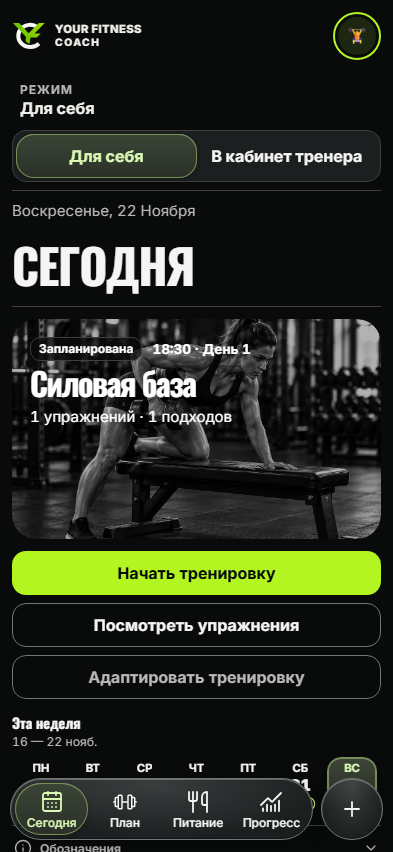 YOUR FITNESS
COACH
РЕЖИМ
Для себя
Для себя
В кабинет тренера
Воскресенье, 22 Ноября
СЕГОДНЯ
Запланирована
18:30 · День 1
Силовая база
1 упражнений · 1 подходов
Начать тренировку
Посмотреть упражнения
Адаптировать тренировку
Эта неделя
16 — 22 нояб.
ПН ВТ СР ЧТ ПТ СБ ВС
Сегодня План Питание Прогресс
Обозначения